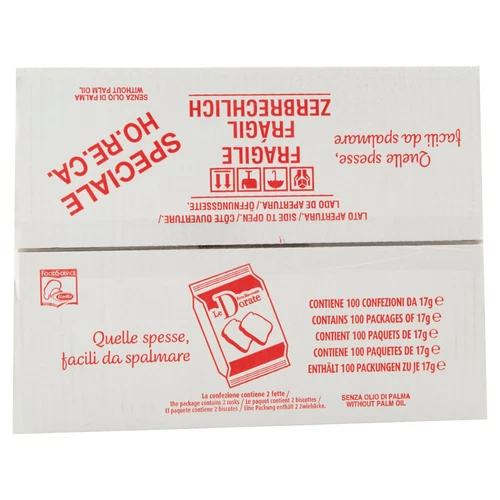 SENZA OLIO DI PALMA
WITHOUT PALM OIL
SPECIALE
HO.RE.CA.
FRAGILE
FRÁGIL
ZERBRECHLICH
LATO APERTURA./ SIDE TO OPEN./ CÔTE OUVERTURE./
LADO DE APERTURA./ ÖFFNUNGSSEITE.
Quelle spesse,
facili da spalmare
FoodService
Quelle spesse,
facili da spalmare
Le
Dorate
CONTIENE 100 CONFEZIONI DA 17g e
CONTAINS 100 PACKAGES OF 17g e
CONTIENT 100 PAQUETS DE 17g e
CONTIENE 100 PAQUETES DE 17g e
ENTHÄLT 100 PACKUNGEN ZU JE 17g e
La confezione contiene 2 fette /
The package contains 2 rusks / Le paquet contient 2 biscottes /
El paquete contiene 2 biscotes / Eine Packung enthält 2 Zwiebäcke.
SENZA OLIO DI PALMA
WITHOUT PALM OIL